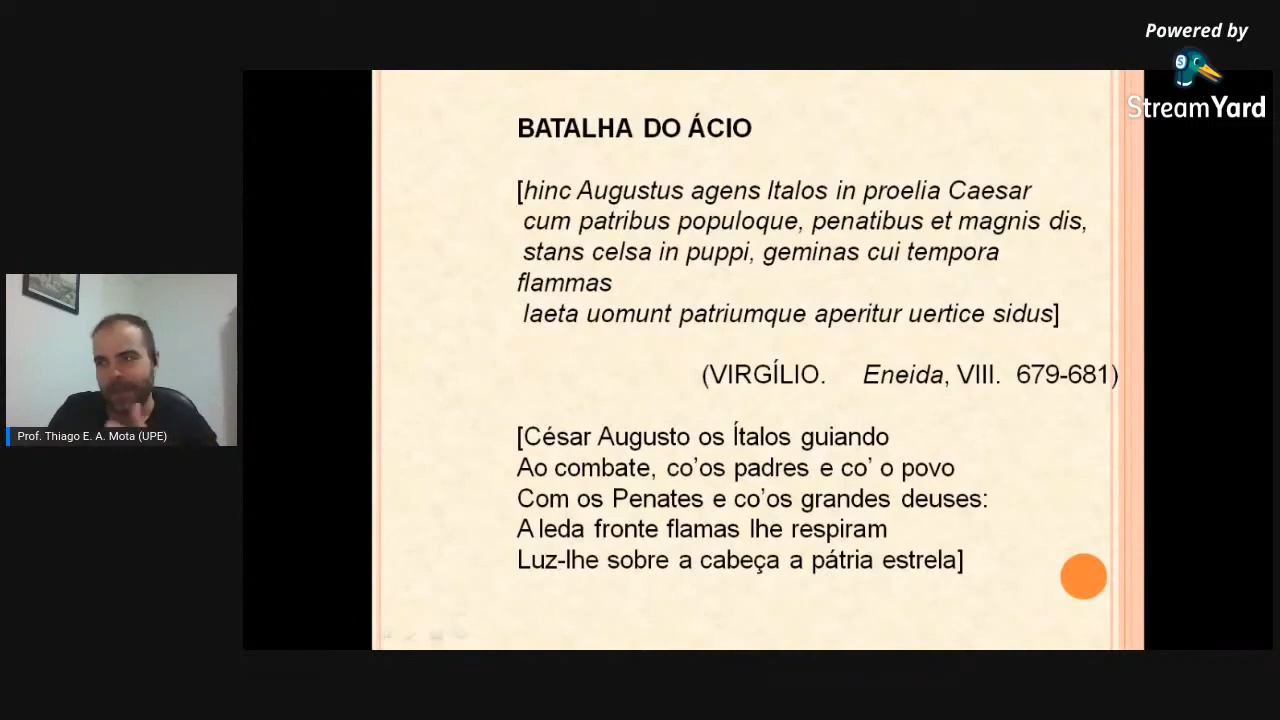 Powered by
StreamYard
BATALHA DO ÁCIO
[hinc Augustus agens Italos in proelia Caesar
cum patribus populoque, penatibus et magnis dis,
stans celsa in puppi, geminas cui tempora
flammas
laeta uomunt patriumque aperitur uertice sidus]
(VIRGÍLIO. Eneida, VIII. 679-681)
[César Augusto os Ítalos guiando
Ao combate, co’os padres e co’ o povo
Com os Penates e co’os grandes deuses:
A leda fronte flamas lhe respiram
Luz-lhe sobre a cabeça a pátria estrela]
Prof. Thiago E. A. Mota (UPE)